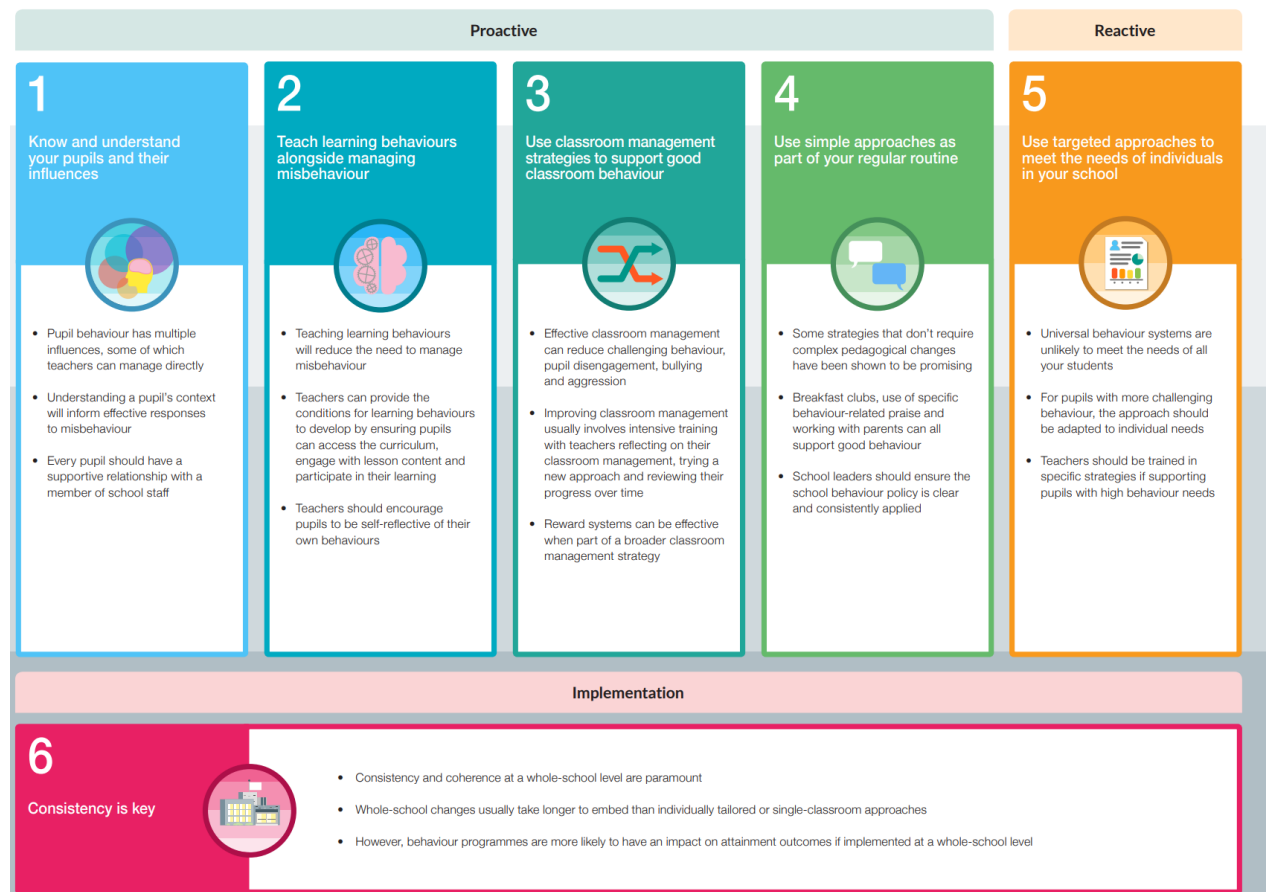 Proactive
Reactive
1
Know and understand
your pupils and their
influences
• Pupil behaviour has multiple
influences, some of which
teachers can manage directly
• Understanding a pupil's context
will inform effective responses
to misbehaviour
• Every pupil should have a
supportive relationship with a
member of school staff
2
Teach learning behaviours
alongside managing
misbehaviour
• Teaching learning behaviours
will reduce the need to manage
misbehaviour
• Teachers can provide the
conditions for learning behaviours
to develop by ensuring pupils
can access the curriculum,
engage with lesson content and
participate in their learning
• Teachers should encourage
pupils to be self-reflective of their
own behaviours
3
Use classroom management
strategies to support good
classroom behaviour
• Effective classroom management
can reduce challenging behaviour,
pupil disengagement, bullying
and aggression
• Improving classroom management
usually involves intensive training
with teachers reflecting on their
classroom management, trying a
new approach and reviewing their
progress over time
• Reward systems can be effective
when part of a broader classroom
management strategy
4
Use simple approaches as
part of your regular routine
• Some strategies that don't require
complex pedagogical changes
have been shown to be promising
• Breakfast clubs, use of specific
behaviour-related praise and
working with parents can all
support good behaviour
• School leaders should ensure the
school behaviour policy is clear
and consistently applied
5
Use targeted approaches to
meet the needs of individuals
in your school
• Universal behaviour systems are
unlikely to meet the needs of all
your students
• For pupils with more challenging
behaviour, the approach should
be adapted to individual needs
• Teachers should be trained in
specific strategies if supporting
pupils with high behaviour needs
Implementation
6
Consistency is key
• Consistency and coherence at a whole-school level are paramount
• Whole-school changes usually take longer to embed than individually tailored or single-classroom approaches
• However, behaviour programmes are more likely to have an impact on attainment outcomes if implemented at a whole-school level